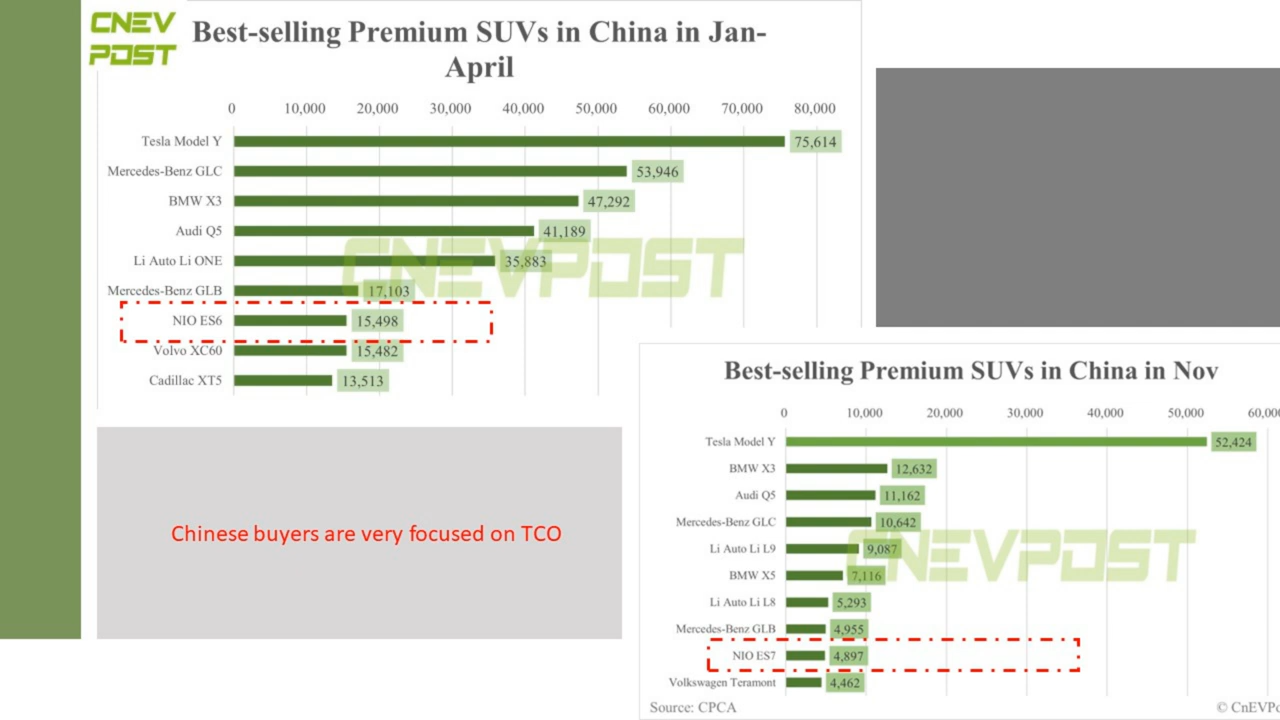 CNEV
POST
Best-selling Premium SUVs in China in Jan-
April
0 10,000 20,000 30,000 40,000 50,000 60,000 70,000 80,000
Tesla Model Y 75,614
Mercedes-Benz GLC 53,946
BMW X3 47,292
Audi Q5 41,189
Li Auto Li ONE 35,883
Mercedes-Benz GLB 17,103
NIO ES6 15,498
Volvo XC60 15,482
Cadillac XT5 13,513
CNEVPOST
Chinese buyers are very focused on TCO
Best-selling Premium SUVs in China in Nov
0 10,000 20,000 30,000 40,000 50,000 60,000
Tesla Model Y 52,424
BMW X3 12,632
Audi Q5 11,162
Mercedes-Benz GLC 10,642
Li Auto Li L9 9,087
BMW X5 7,116
Li Auto Li L8 5,293
Mercedes-Benz GLB 4,955
NIO ES7 4,897
Volkswagen Teramont 4,462
CNEVPOST
Source: CPCA © CnEVPo